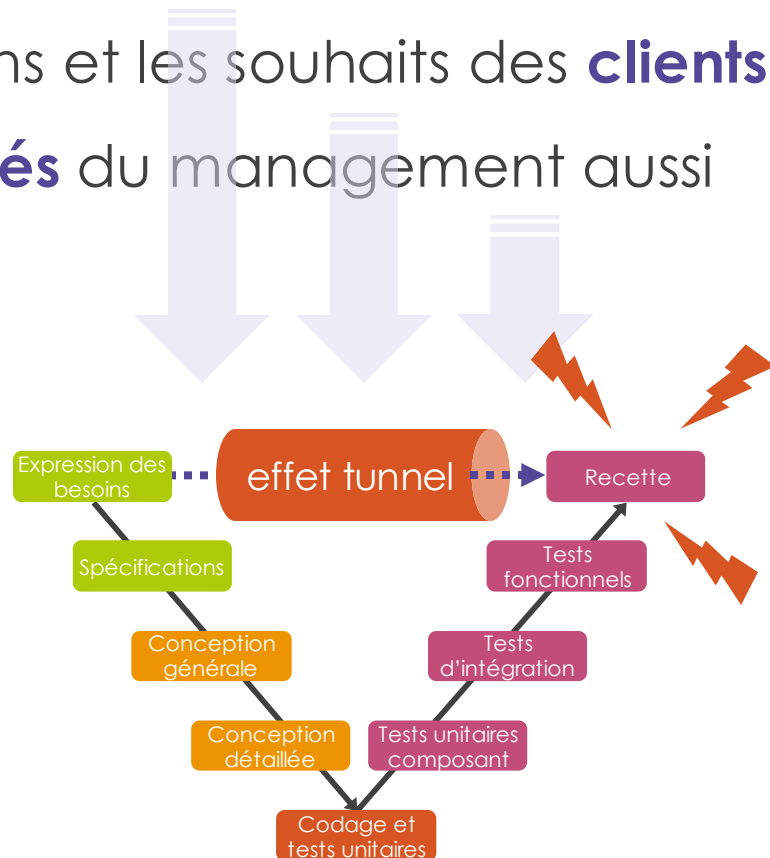 ns et les souhaits des clients
és du management aussi
Expression des
besoins
effet tunnel
Recette
Spécifications
Tests
fonctionnels
Conception
générale
Tests
d'intégration
Conception
détaillée
Tests unitaires
composant
Codage et
tests unitaires